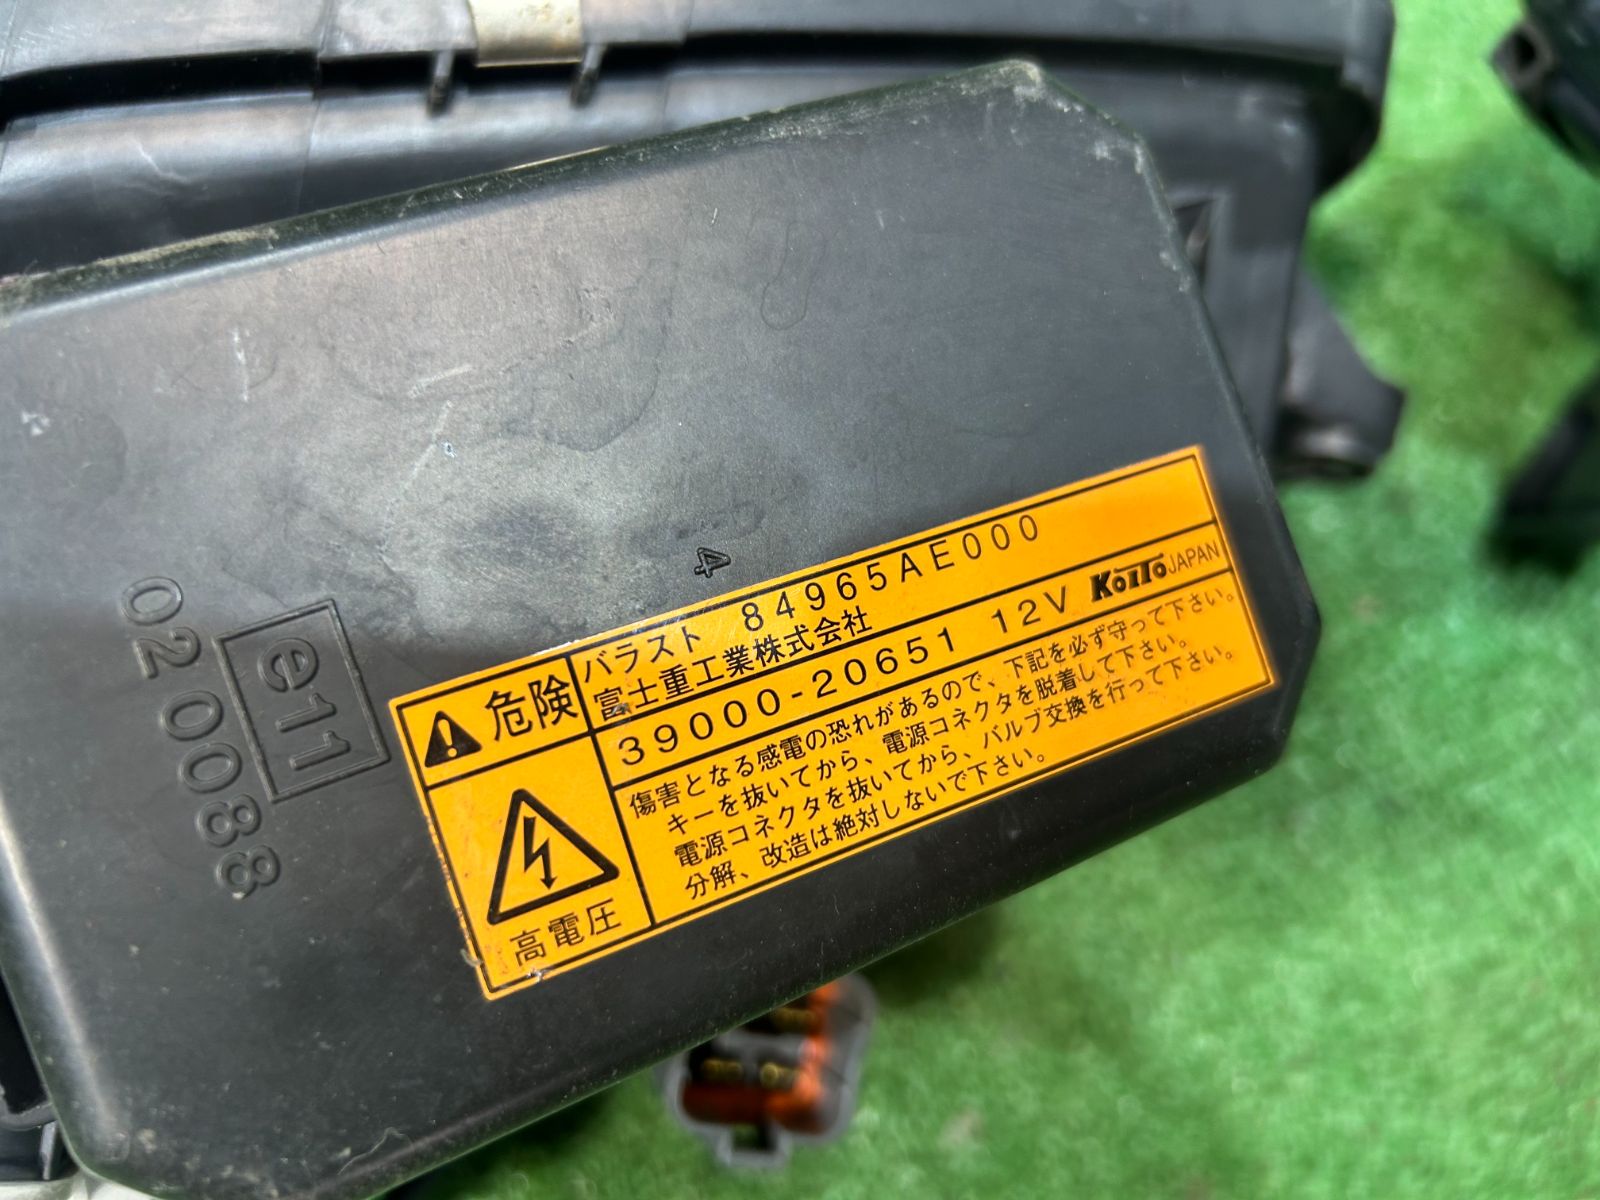 4
e11
02 0088
危険
バラスト 84965AE000
富士重工業株式会社
39000-20651 12V KOITO JAPAN
傷害となる感電の恐れがあるので、下記を必ず守って下さい。
キーを抜いてから、電源コネクタを脱着して下さい。
電源コネクタを抜いてから、バルブ交換を行って下さい。
分解、改造は絶対しないで下さい。
高電圧